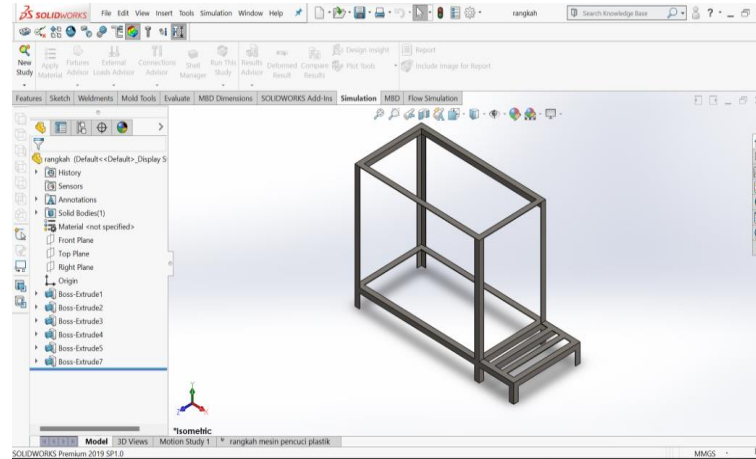 SOLIDWORKS File Edit View Insert Tools Simulation Window Help rangkah Search Knowledge Base
New Study
Apply Material
Fixtures Advisor
External Loads Advisor
Connections Advisor
Shell Manager
Run This Study
Results Advisor
Deformed Result
Compare Results
Design Insight
Plot Tools
Report
Include Image for Report
Features Sketch Weldments Mold Tools Evaluate MBD Dimensions SOLIDWORKS Add-Ins Simulation MBD Flow Simulation
rangkah (Default<<Default>_Display S
History
Sensors
Annotations
Solid Bodies(1)
Material <not specified>
Front Plane
Top Plane
Right Plane
Origin
Boss-Extrude1
Boss-Extrude2
Boss-Extrude3
Boss-Extrude4
Boss-Extrude5
Boss-Extrude7
*Isometric
Model 3D Views Motion Study 1 rangkah mesin pencuci plastik
SOLIDWORKS Premium 2019 SP1.0 MMGS